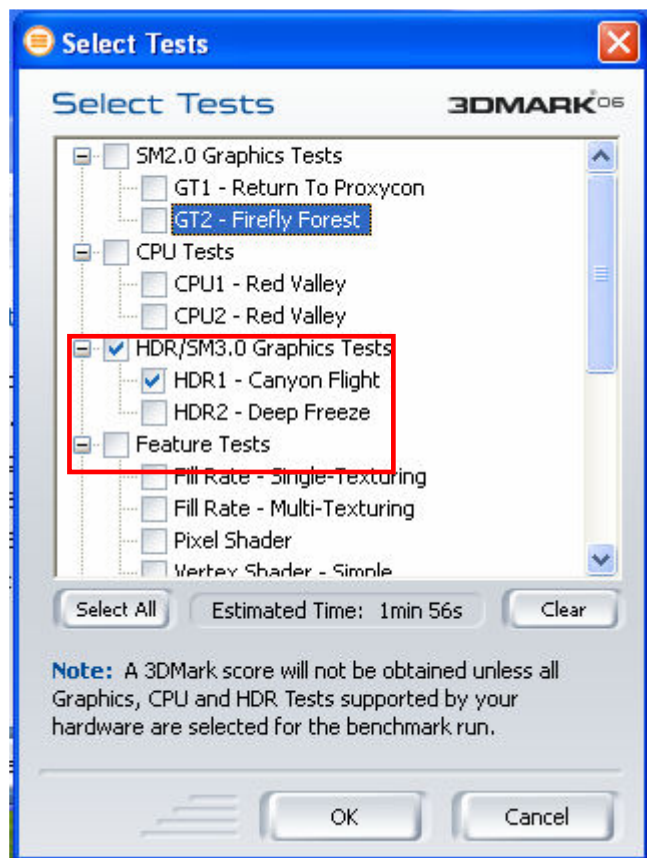 Select Tests
Select Tests
3DMARK®06
SM2.0 Graphics Tests
GT1 - Return To Proxycon
GT2 - Firefly Forest
CPU Tests
CPU1 - Red Valley
CPU2 - Red Valley
HDR/SM3.0 Graphics Tests
HDR1 - Canyon Flight
HDR2 - Deep Freeze
Feature Tests
Fill Rate - Single-Texturing
Fill Rate - Multi-Texturing
Pixel Shader
Vertex Shader - Simple
Select All Estimated Time: 1min 56s Clear
Note: A 3DMark score will not be obtained unless all
Graphics, CPU and HDR Tests supported by your
hardware are selected for the benchmark run.
OK Cancel